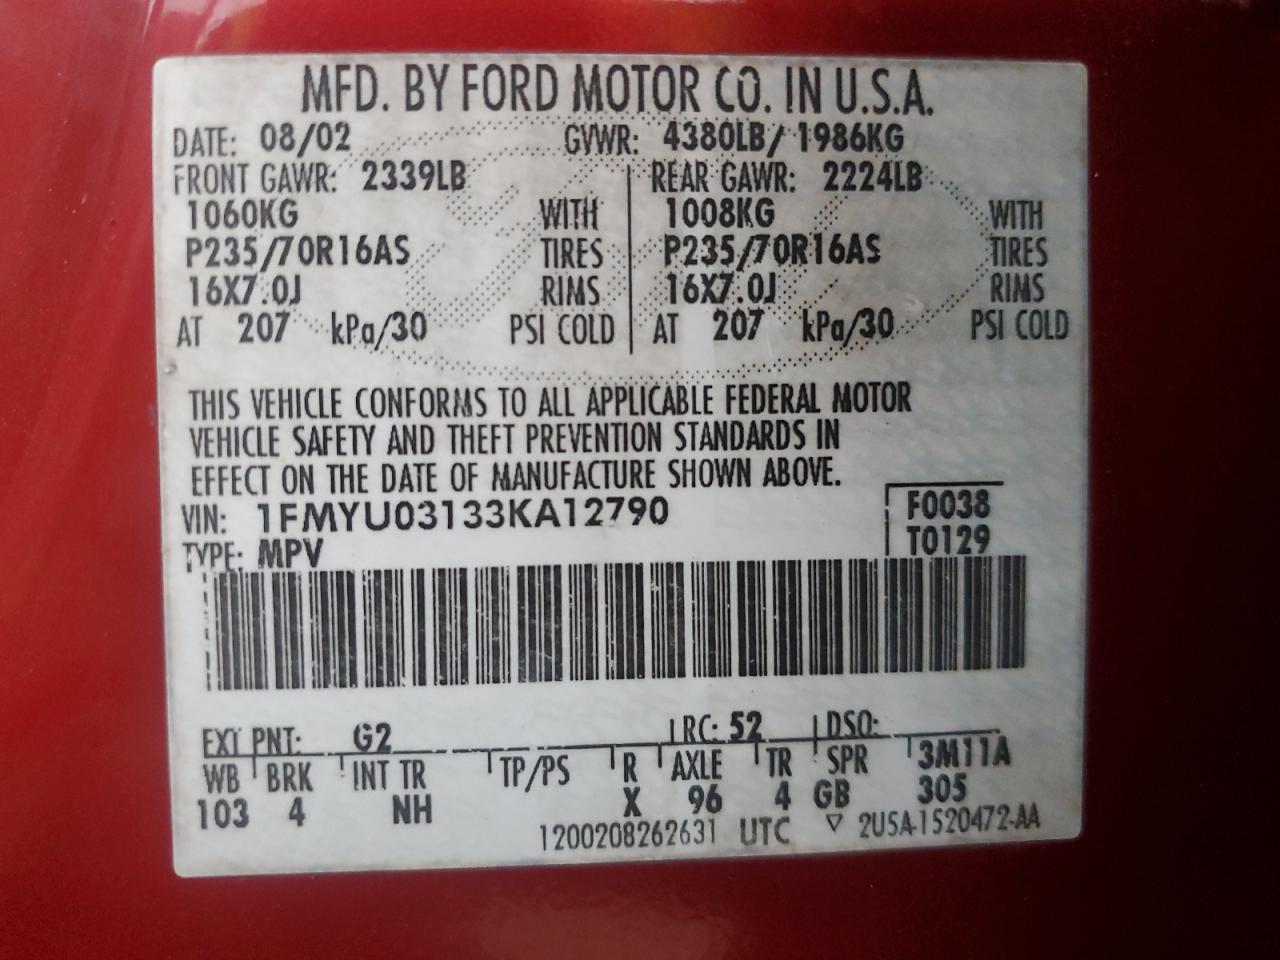 MFD. BY FORD MOTOR CO. IN U.S.A.
DATE: 08/02 GVWR: 4380LB/ 1986KG
FRONT GAWR: 2339LB REAR GAWR: 2224LB
1060KG WITH 1008KG WITH
P235/70R16AS TIRES P235/70R16AS TIRES
16X7.0J RIMS 16X7.0J RIMS
AT 207 kPa/30 PSI COLD AT 207 kPa/30 PSI COLD
THIS VEHICLE CONFORMS TO ALL APPLICABLE FEDERAL MOTOR
VEHICLE SAFETY AND THEFT PREVENTION STANDARDS IN
EFFECT ON THE DATE OF MANUFACTURE SHOWN ABOVE.
VIN: 1FMYU03133KA12790 F0038
TYPE: MPV T0129
EXT PNT: G2 RC: 52 DSO:
WB BRK INT TR TP/PS R AXLE TR SPR 3M11A
103 4 NH X 96 4 GB 305
1200208262631 UTC ▽ 2U5A-1520472-AA